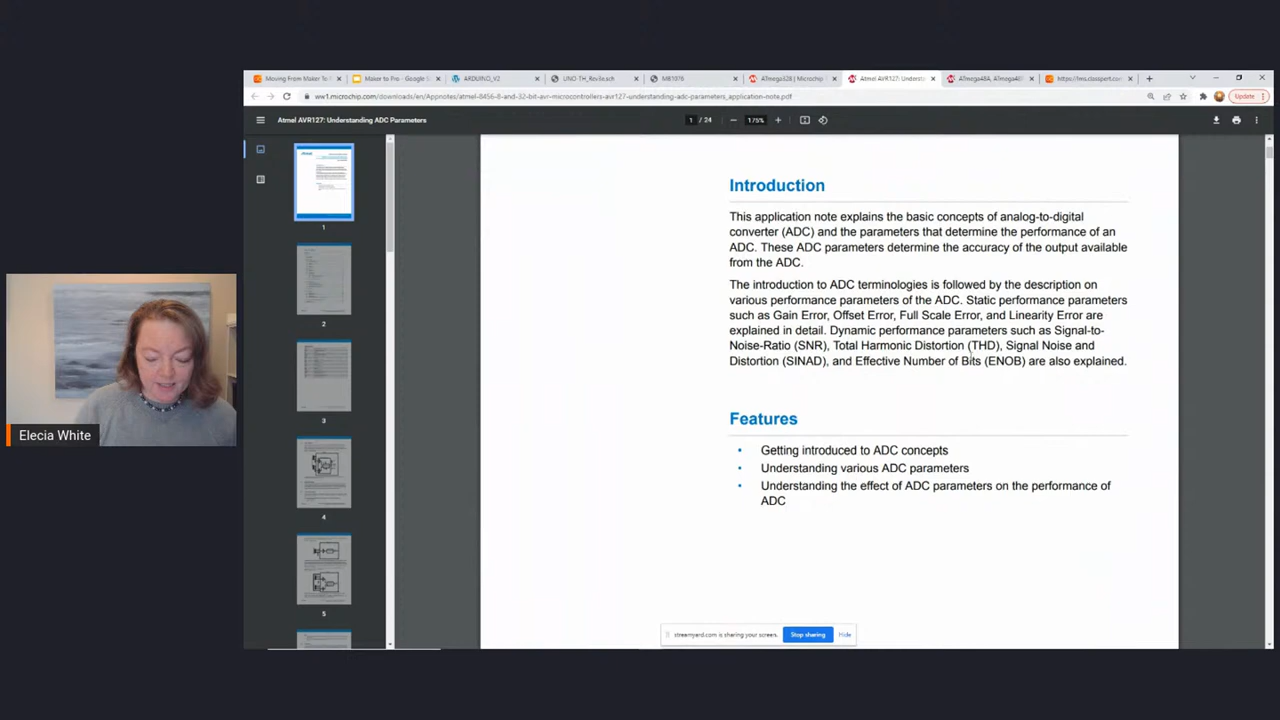 Moving From Maker To
Maker to Pro - Google S
ARDUINO_V2
UNO-TH_Rev3e.sch
MB1076
ATmega328 | Microchip
Atmel AVR127: Understa
ATmega48A, ATmega48
https://lms.classpert.com
ww1.microchip.com/downloads/en/Appnotes/atmel-8456-8-and-32-bit-avr-microcontrollers-avr127-understanding-adc-parameters_application-note.pdf
Update
Atmel AVR127: Understanding ADC Parameters
1 / 24
175%
Introduction
This application note explains the basic concepts of analog-to-digital
converter (ADC) and the parameters that determine the performance of an
ADC. These ADC parameters determine the accuracy of the output available
from the ADC.
The introduction to ADC terminologies is followed by the description on
various performance parameters of the ADC. Static performance parameters
such as Gain Error, Offset Error, Full Scale Error, and Linearity Error are
explained in detail. Dynamic performance parameters such as Signal-to-
Noise-Ratio (SNR), Total Harmonic Distortion (THD), Signal Noise and
Distortion (SINAD), and Effective Number of Bits (ENOB) are also explained.
Features
• Getting introduced to ADC concepts
• Understanding various ADC parameters
• Understanding the effect of ADC parameters on the performance of
ADC
1
2
3
4
5
Elecia White
streamyard.com is sharing your screen.
Stop sharing
Hide